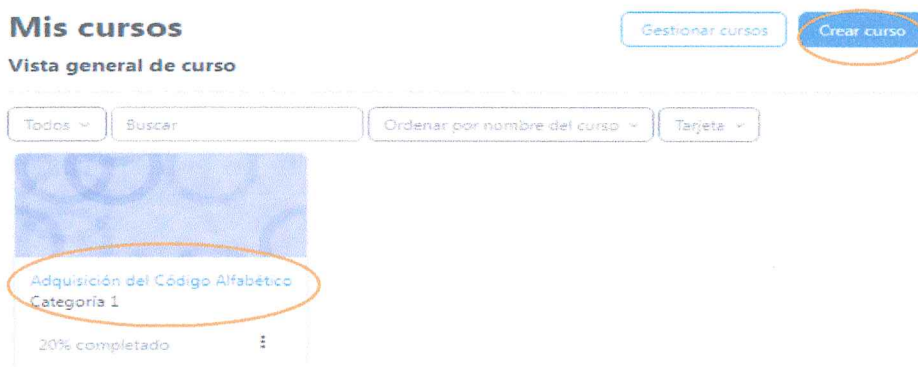 Mis cursos
Gestionar cursos
Crear curso
Vista general de curso
Todos
Buscar
Ordenar por nombre del curso
Tarjeta
Adquisición del Código Alfabético
Categoría 1
20% completado